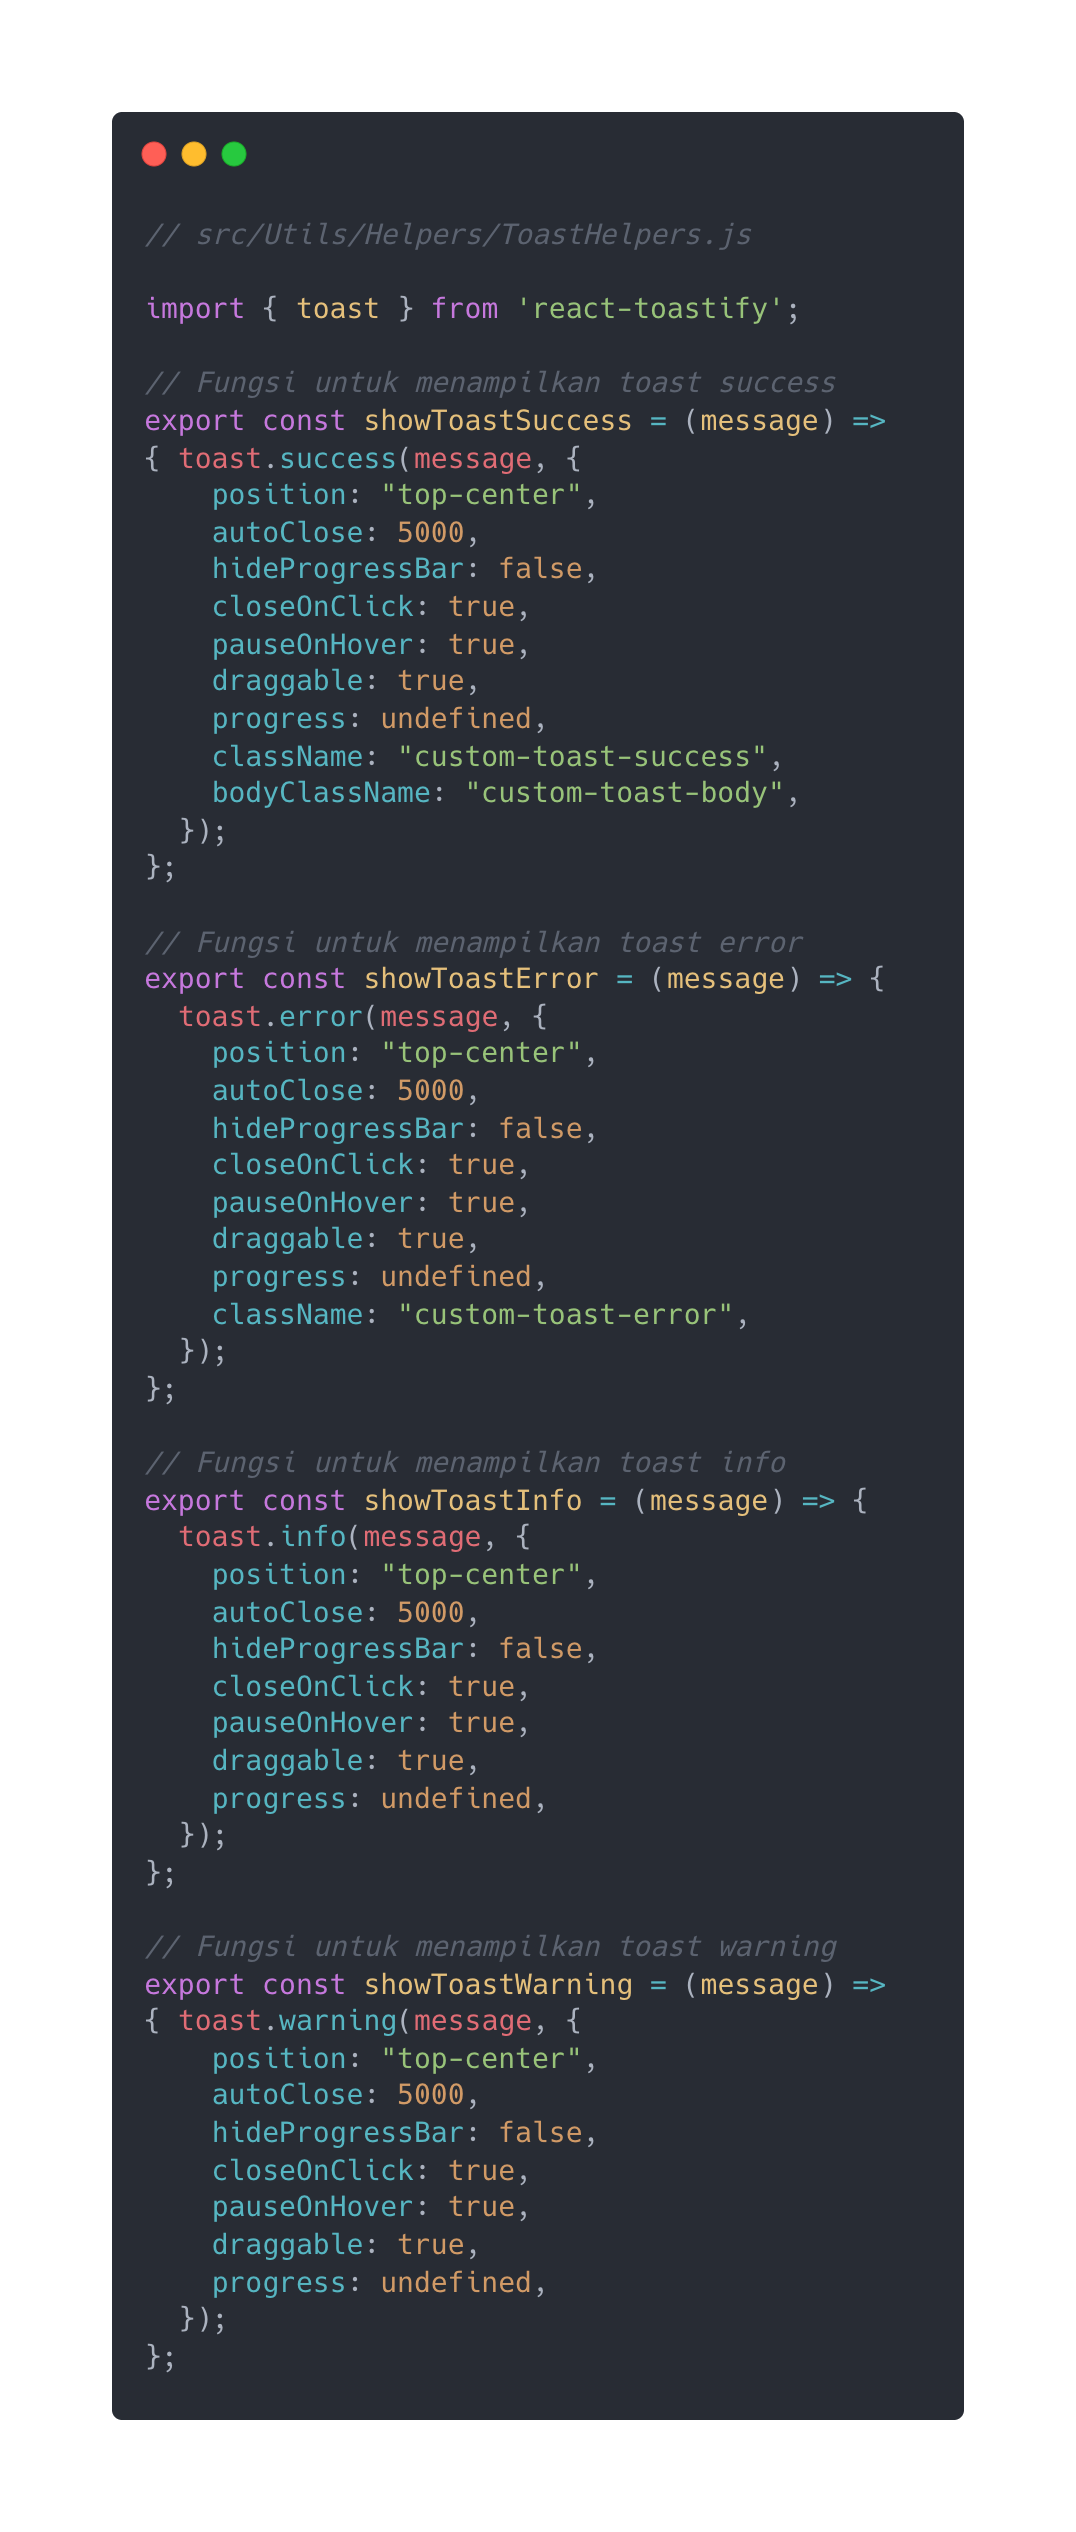 // src/Utils/Helpers/ToastHelpers.js

import { toast } from 'react-toastify';

// Fungsi untuk menampilkan toast success
export const showToastSuccess = (message) =>
{ toast.success(message, {
    position: "top-center",
    autoClose: 5000,
    hideProgressBar: false,
    closeOnClick: true,
    pauseOnHover: true,
    draggable: true,
    progress: undefined,
    className: "custom-toast-success",
    bodyClassName: "custom-toast-body",
  });
};

// Fungsi untuk menampilkan toast error
export const showToastError = (message) => {
  toast.error(message, {
    position: "top-center",
    autoClose: 5000,
    hideProgressBar: false,
    closeOnClick: true,
    pauseOnHover: true,
    draggable: true,
    progress: undefined,
    className: "custom-toast-error",
  });
};

// Fungsi untuk menampilkan toast info
export const showToastInfo = (message) => {
  toast.info(message, {
    position: "top-center",
    autoClose: 5000,
    hideProgressBar: false,
    closeOnClick: true,
    pauseOnHover: true,
    draggable: true,
    progress: undefined,
  });
};

// Fungsi untuk menampilkan toast warning
export const showToastWarning = (message) =>
{ toast.warning(message, {
    position: "top-center",
    autoClose: 5000,
    hideProgressBar: false,
    closeOnClick: true,
    pauseOnHover: true,
    draggable: true,
    progress: undefined,
  });
};